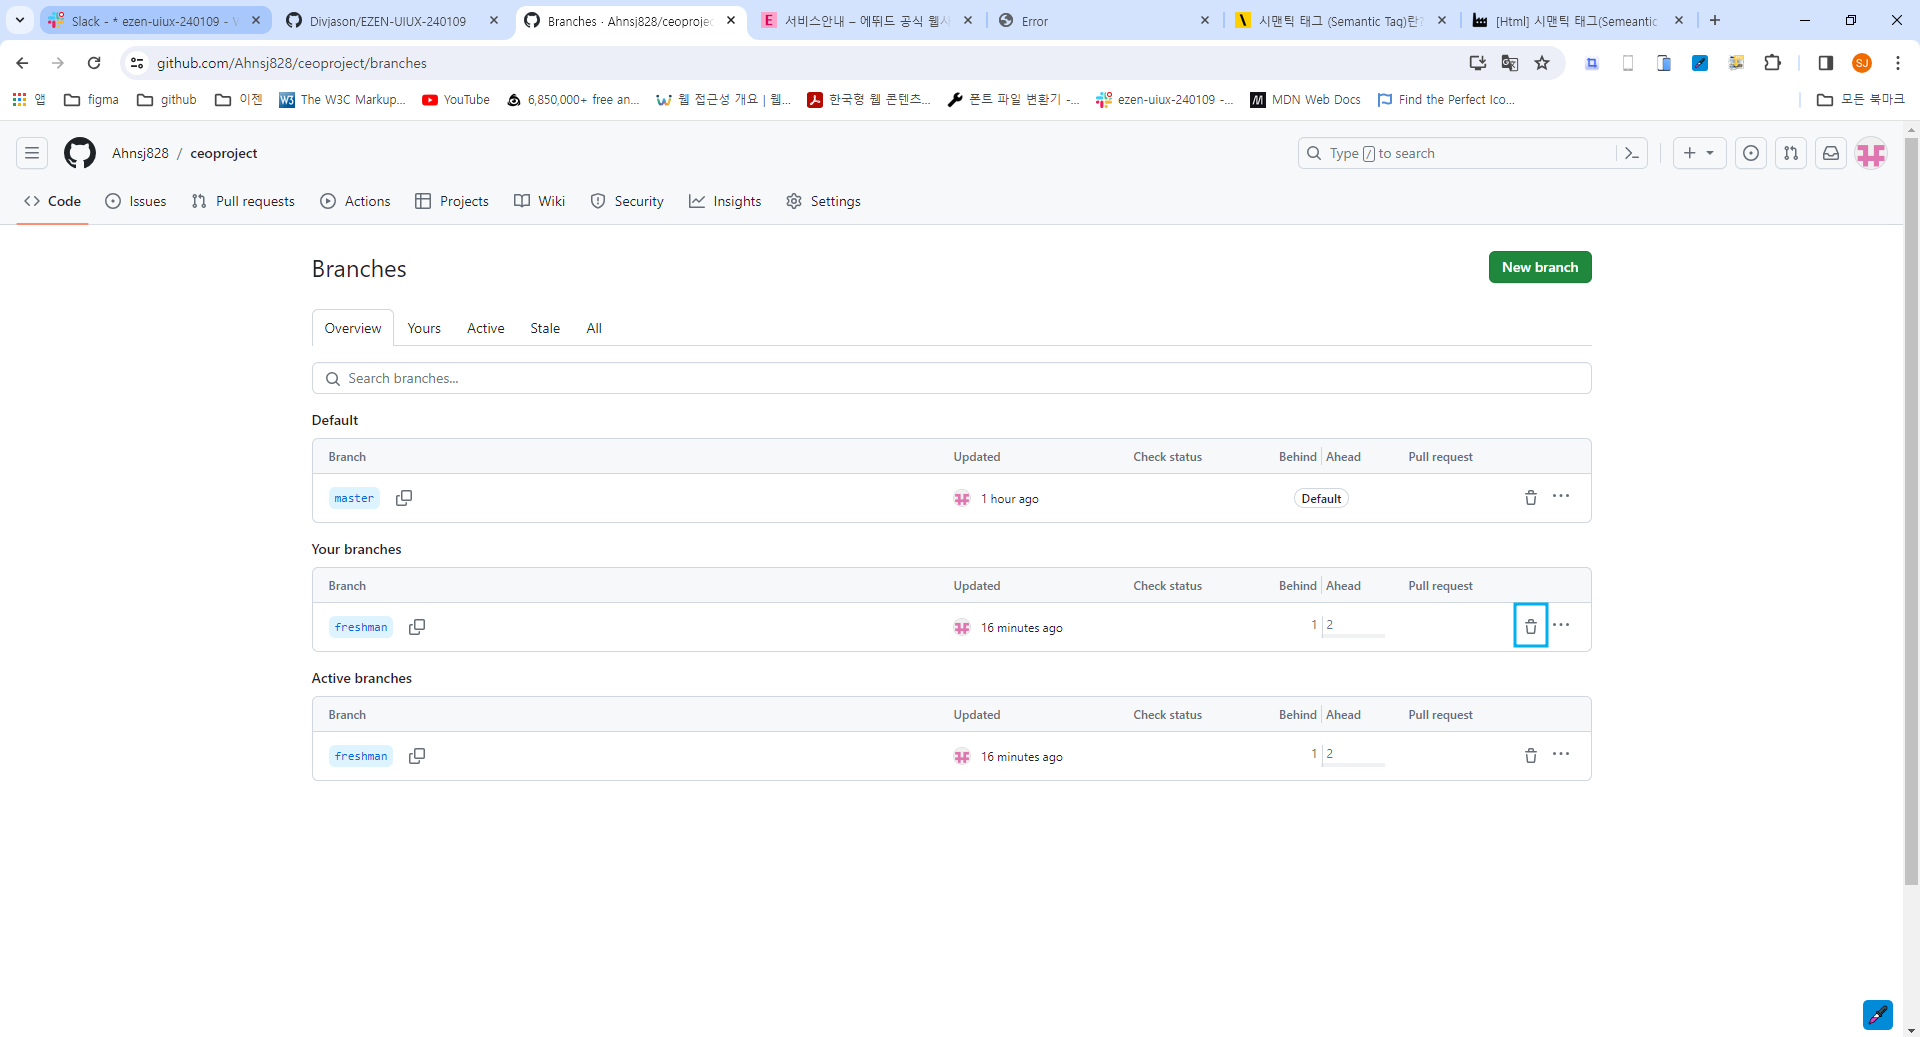 Slack - * ezen-uiux-240109 -
Divjason/EZEN-UIUX-240109
Branches · Ahnsj828/ceoprojec
서비스안내 – 에뛰드 공식 웹사
Error
시맨틱 태그 (Semantic Tag)란?
[Html] 시맨틱 태그(Semeantic
github.com/Ahnsj828/ceoproject/branches
SJ
앱
figma
github
이젠
The W3C Markup...
YouTube
6,850,000+ free an...
웹 접근성 개요 | 웹...
한국형 웹 콘텐츠...
폰트 파일 변환기 -...
ezen-uiux-240109 -...
MDN Web Docs
Find the Perfect Ico...
모든 북마크
Ahnsj828 / ceoproject
Type / to search
Code
Issues
Pull requests
Actions
Projects
Wiki
Security
Insights
Settings
Branches
New branch
Overview
Yours
Active
Stale
All
Search branches...
Default
Branch Updated Check status Behind Ahead Pull request
master 1 hour ago Default
Your branches
Branch Updated Check status Behind Ahead Pull request
freshman 16 minutes ago 1 2
Active branches
Branch Updated Check status Behind Ahead Pull request
freshman 16 minutes ago 1 2